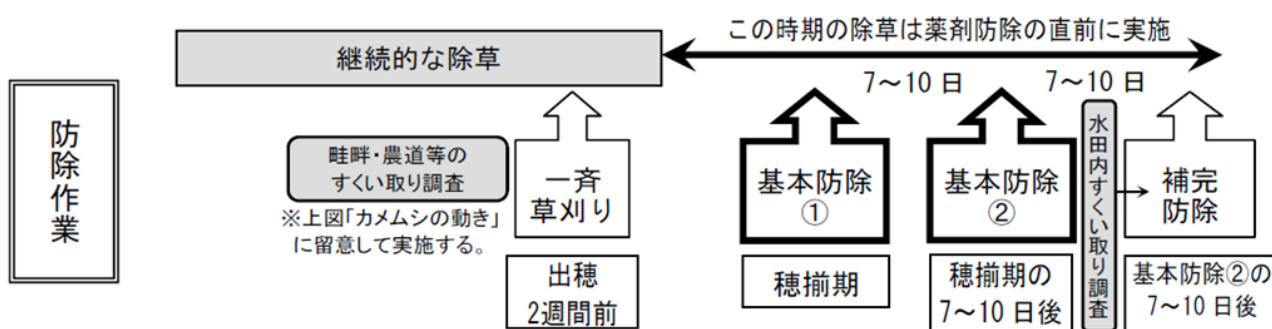 この時期の除草は薬剤防除の直前に実施
継続的な除草
7～10 日
7～10 日
防除作業
畦畔・農道等の
すくい取り調査
※上図「カメムシの動き」
に留意して実施する。
一斉
草刈り
出穂
2週間前
基本防除
①
穂揃期
基本防除
②
穂揃期の
7～10 日後
水田内すくい取り調査
補完
防除
基本防除②の
7～10 日後